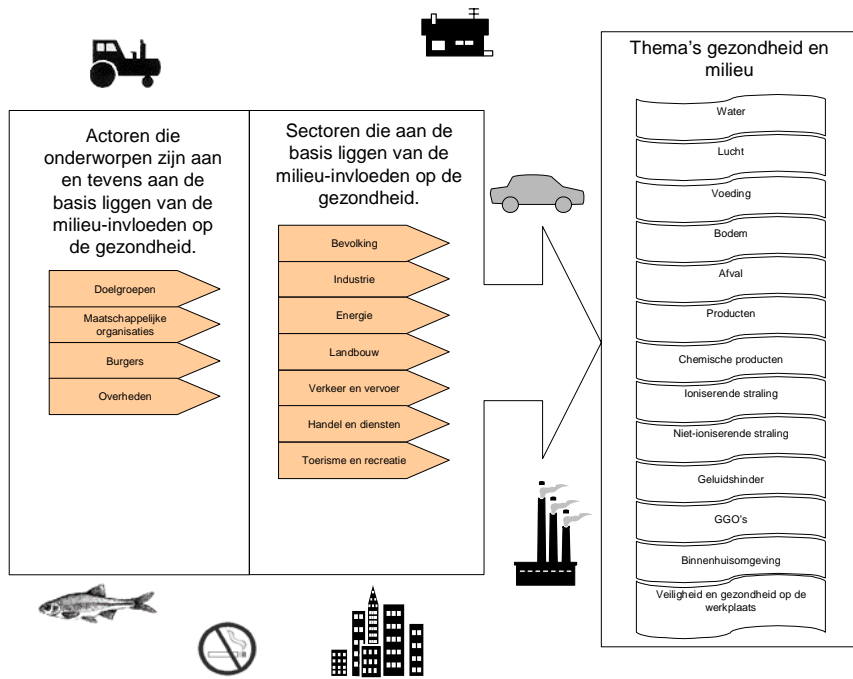 Actoren die
onderworpen zijn aan
en tevens aan de
basis liggen van de
milieu-invloeden op
de gezondheid.
Doelgroepen
Maatschappelijke
organisaties
Burgers
Overheden
Sectoren die aan de
basis liggen van de
milieu-invloeden op de
gezondheid.
Bevolking
Industrie
Energie
Landbouw
Verkeer en vervoer
Handel en diensten
Toerisme en recreatie
Thema's gezondheid en
milieu
Water
Lucht
Voeding
Bodem
Afval
Producten
Chemische producten
Ioniserende straling
Niet-ioniserende straling
Geluidshinder
GGO's
Binnenhuisomgeving
Veiligheid en gezondheid op de
werkplaats